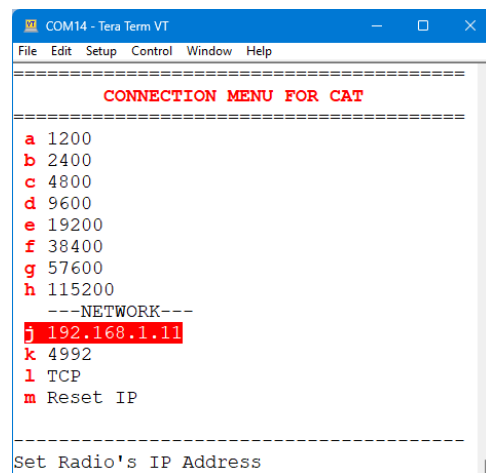 COM14 - Tera Term VT
File Edit Setup Control Window Help
==========================================
CONNECTION MENU FOR CAT
==========================================
a 1200
b 2400
c 4800
d 9600
e 19200
f 38400
g 57600
h 115200
---NETWORK---
j 192.168.1.11
k 4992
l TCP
m Reset IP
------------------------------------------
Set Radio's IP Address